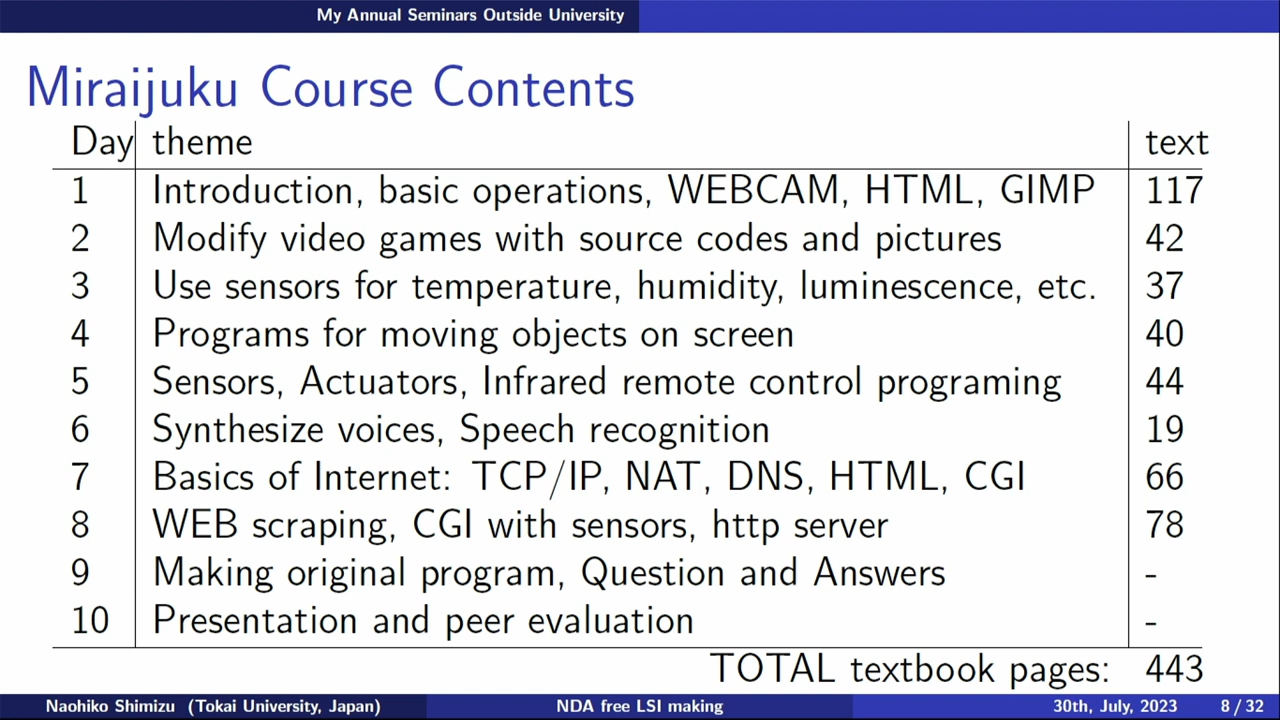 My Annual Seminars Outside University
Miraijuku Course Contents
Day theme text
1 Introduction, basic operations, WEBCAM, HTML, GIMP 117
2 Modify video games with source codes and pictures 42
3 Use sensors for temperature, humidity, luminescence, etc. 37
4 Programs for moving objects on screen 40
5 Sensors, Actuators, Infrared remote control programing 44
6 Synthesize voices, Speech recognition 19
7 Basics of Internet: TCP/IP, NAT, DNS, HTML, CGI 66
8 WEB scraping, CGI with sensors, http server 78
9 Making original program, Question and Answers -
10 Presentation and peer evaluation -
TOTAL textbook pages: 443
Naohiko Shimizu (Tokai University, Japan) NDA free LSI making 30th, July, 2023 8 / 32